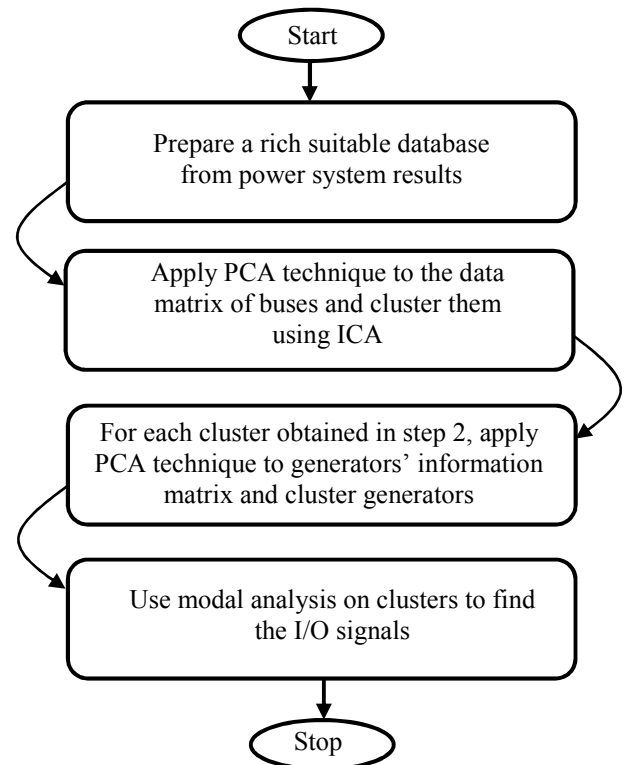 Start
Prepare a rich suitable database
from power system results
Apply PCA technique to the data
matrix of buses and cluster them
using ICA
For each cluster obtained in step 2, apply
PCA technique to generators’ information
matrix and cluster generators
Use modal analysis on clusters to find
the I/O signals
Stop